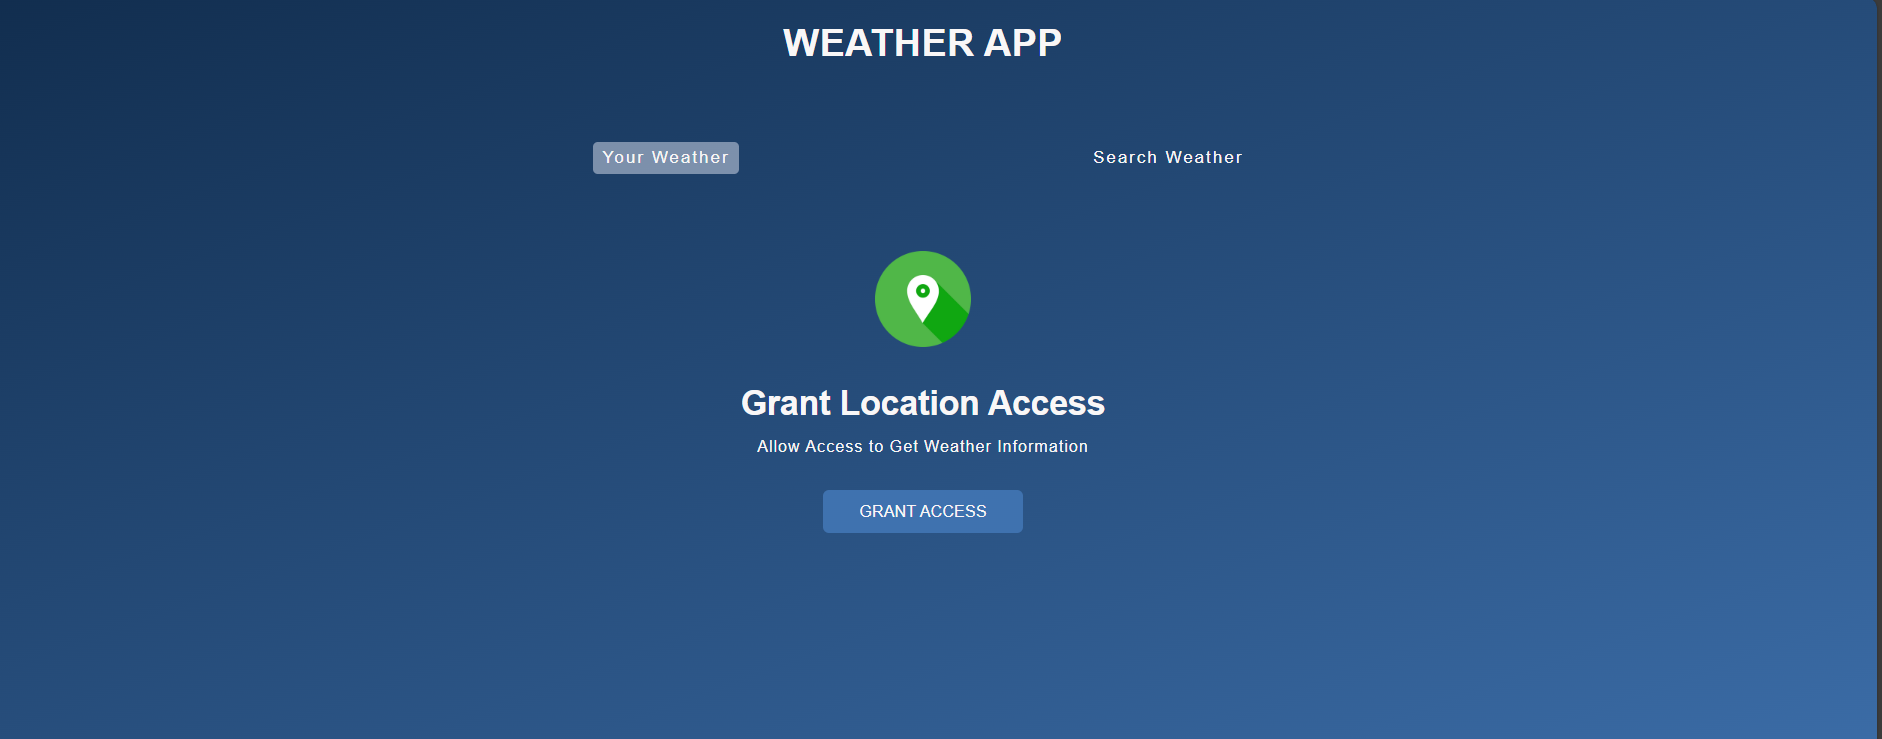 WEATHER APP
Your Weather
Search Weather
Grant Location Access
Allow Access to Get Weather Information
GRANT ACCESS